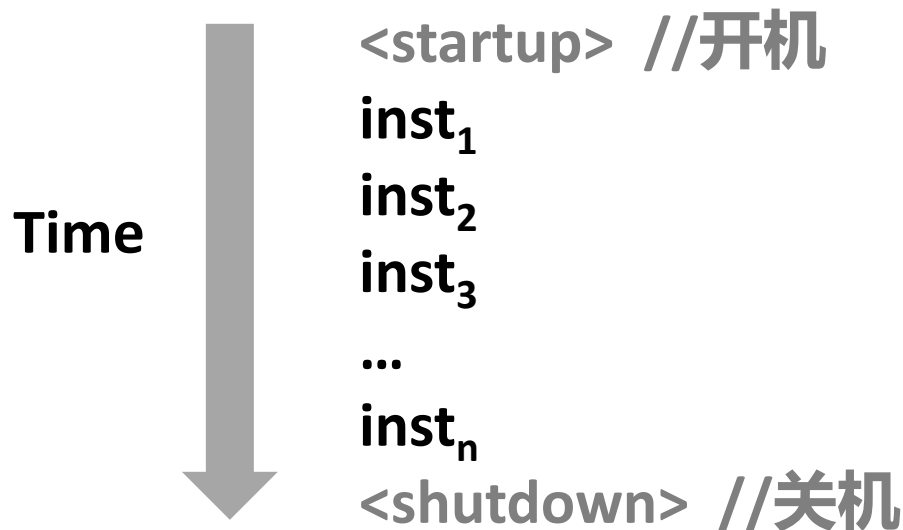 <startup> //开机
inst₁
inst₂
Time
inst₃
...
instₙ
<shutdown> //关机